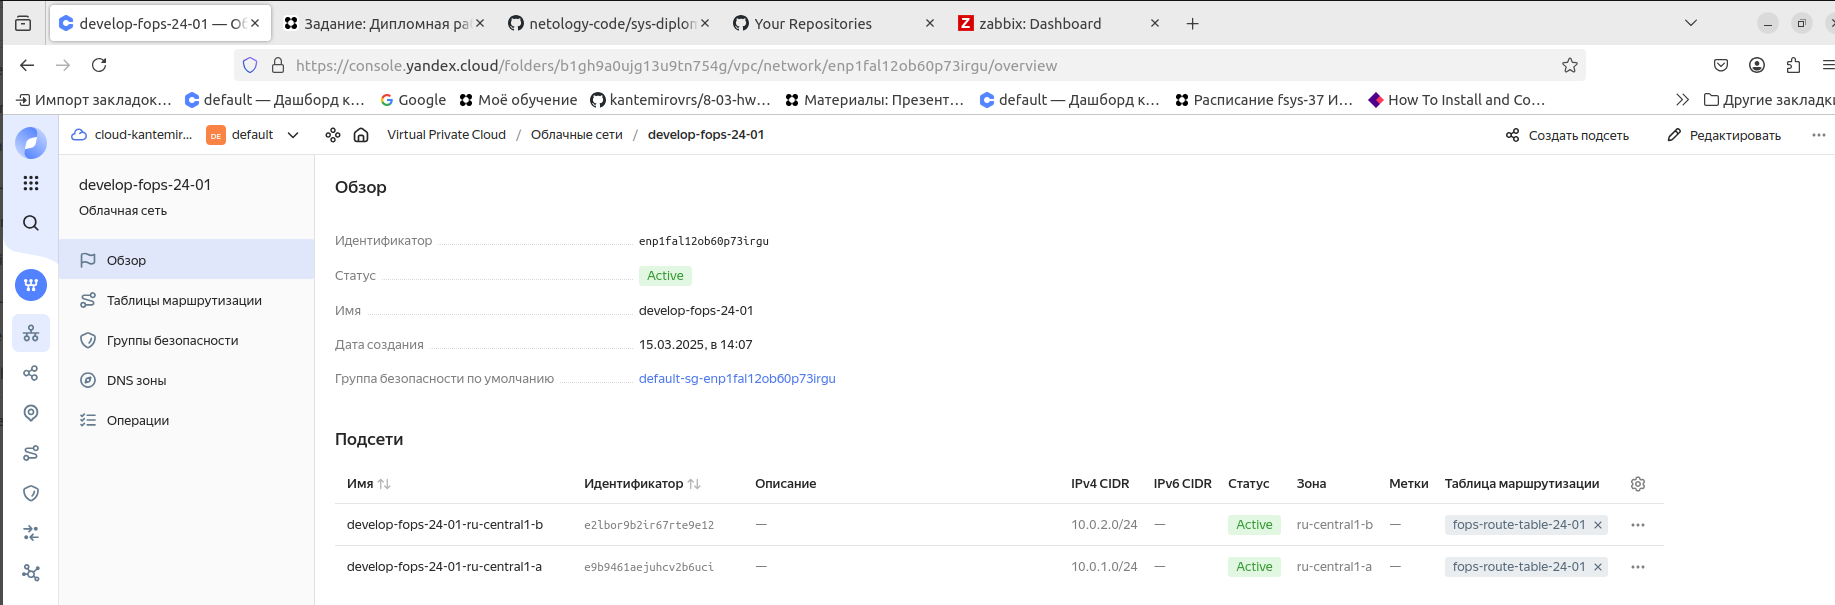 develop-fops-24-01 — Об
Задание: Дипломная ра
netology-code/sys-diplom
Your Repositories
zabbix: Dashboard
https://console.yandex.cloud/folders/b1gh9a0ujg13u9tn754g/vpc/network/enp1fal12ob60p73irgu/overview
Импорт закладок…
default — Дашборд к…
Google
Моё обучение
kantemirovrs/8-03-hw…
Материалы: Презент…
default — Дашборд к…
Расписание fsys-37 И…
How To Install and Co…
Другие закладки
cloud-kantemir...
DE
default
Virtual Private Cloud / Облачные сети / develop-fops-24-01
Создать подсеть
Редактировать
develop-fops-24-01
Облачная сеть
Обзор
Таблицы маршрутизации
Группы безопасности
DNS зоны
Операции
Обзор
Идентификатор enp1fal12ob60p73irgu
Статус Active
Имя develop-fops-24-01
Дата создания 15.03.2025, в 14:07
Группа безопасности по умолчанию default-sg-enp1fal12ob60p73irgu
Подсети
Имя Идентификатор Описание IPv4 CIDR IPv6 CIDR Статус Зона Метки Таблица маршрутизации
develop-fops-24-01-ru-central1-b e2lbor9b2ir67rte9e12 — 10.0.2.0/24 — Active ru-central1-b — fops-route-table-24-01
develop-fops-24-01-ru-central1-a e9b9461aejuhcv2b6uci — 10.0.1.0/24 — Active ru-central1-a — fops-route-table-24-01